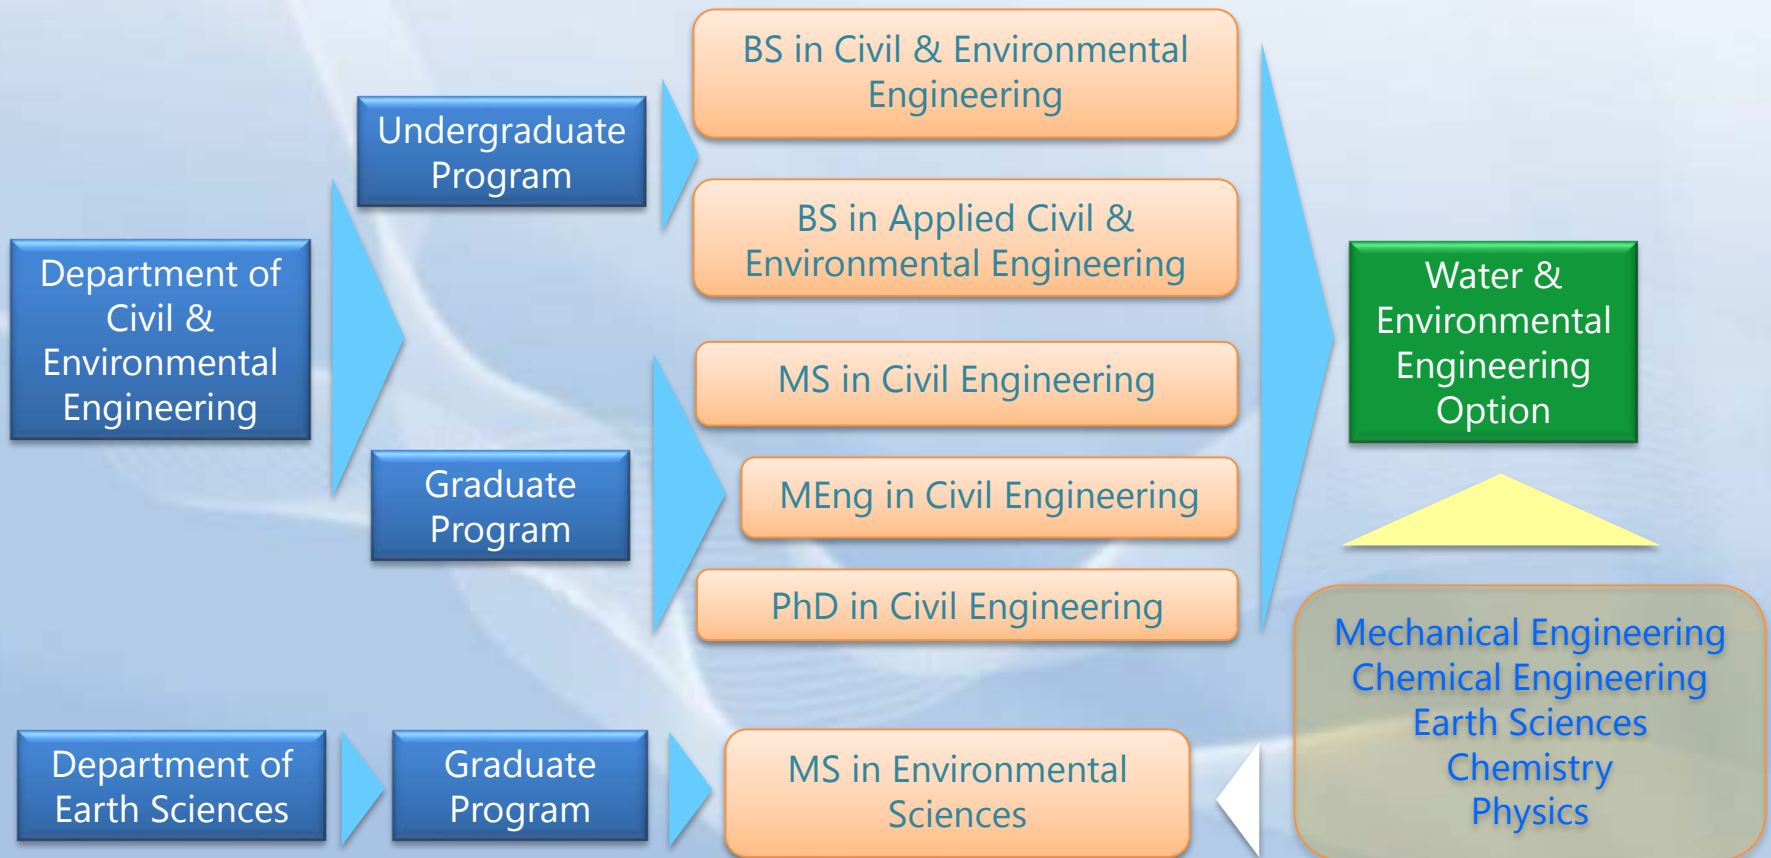 Department of
Civil &
Environmental
Engineering
Undergraduate
Program
Graduate
Program
BS in Civil & Environmental
Engineering
BS in Applied Civil &
Environmental Engineering
MS in Civil Engineering
MEng in Civil Engineering
PhD in Civil Engineering
Water &
Environmental
Engineering
Option
Department of
Earth Sciences
Graduate
Program
MS in Environmental
Sciences
Mechanical Engineering
Chemical Engineering
Earth Sciences
Chemistry
Physics